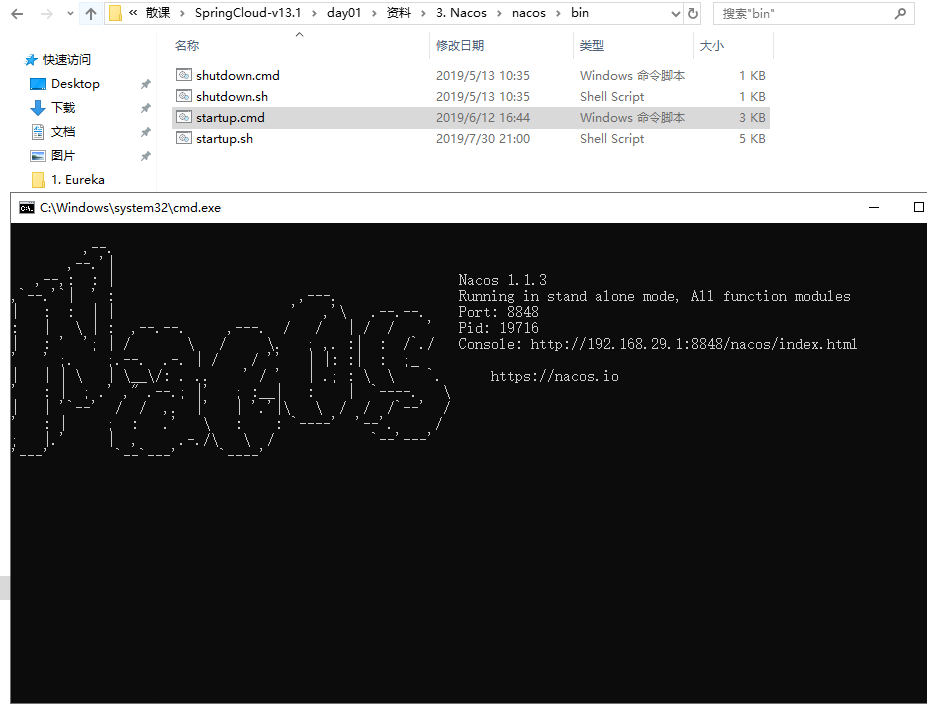 « 散课 › SpringCloud-v13.1 › day01 › 资料 › 3. Nacos › nacos › bin
搜索"bin"
名称 修改日期 类型 大小
快速访问
Desktop
下载
文档
图片
1. Eureka
shutdown.cmd 2019/5/13 10:35 Windows 命令脚本 1 KB
shutdown.sh 2019/5/13 10:35 Shell Script 1 KB
startup.cmd 2019/6/12 16:44 Windows 命令脚本 3 KB
startup.sh 2019/7/30 21:00 Shell Script 5 KB
C:\Windows\system32\cmd.exe
Nacos
Nacos 1.1.3
Running in stand alone mode, All function modules
Port: 8848
Pid: 19716
Console: http://192.168.29.1:8848/nacos/index.html
https://nacos.io